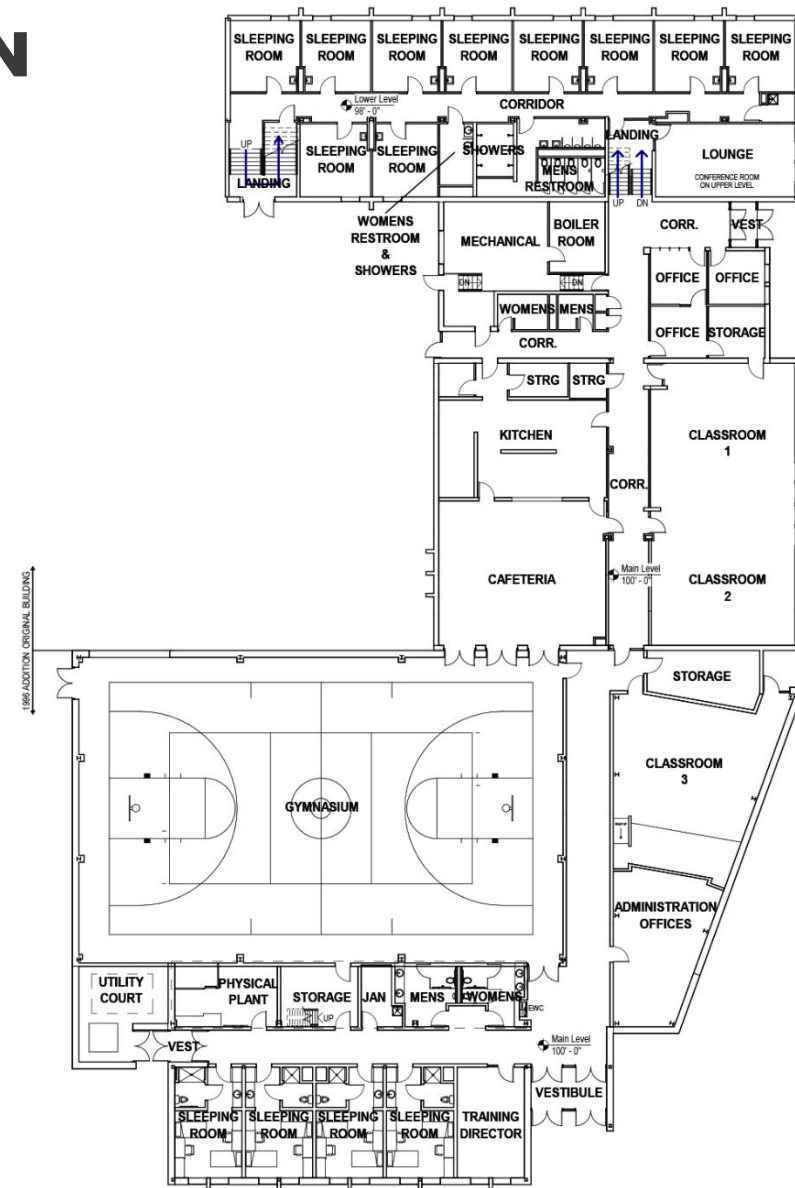 N
SLEEPING
ROOM
SLEEPING
ROOM
SLEEPING
ROOM
SLEEPING
ROOM
SLEEPING
ROOM
SLEEPING
ROOM
SLEEPING
ROOM
SLEEPING
ROOM
Lower Level
98' - 0"
CORRIDOR
UP
LANDING
SLEEPING
ROOM
SLEEPING
ROOM
SHOWERS
MENS
RESTROOM
LANDING
UP
DN
LOUNGE
CONFERENCE ROOM
ON UPPER LEVEL
WOMENS
RESTROOM
&
SHOWERS
MECHANICAL
BOILER
ROOM
CORR.
VEST
DN
DN
OFFICE
OFFICE
WOMENS
MENS
OFFICE
STORAGE
CORR.
STRG
STRG
KITCHEN
CLASSROOM
1
CORR.
CAFETERIA
Main Level
100' - 0"
CLASSROOM
2
1996 ADDITION
ORIGINAL BUILDING
STORAGE
GYMNASIUM
CLASSROOM
3
ADMINISTRATION
OFFICES
UTILITY
COURT
PHYSICAL
PLANT
STORAGE
UP
JAN
MENS
WOMENS
EWC
VEST
Main Level
100' - 0"
SLEEPING
ROOM
SLEEPING
ROOM
SLEEPING
ROOM
SLEEPING
ROOM
TRAINING
DIRECTOR
VESTIBULE